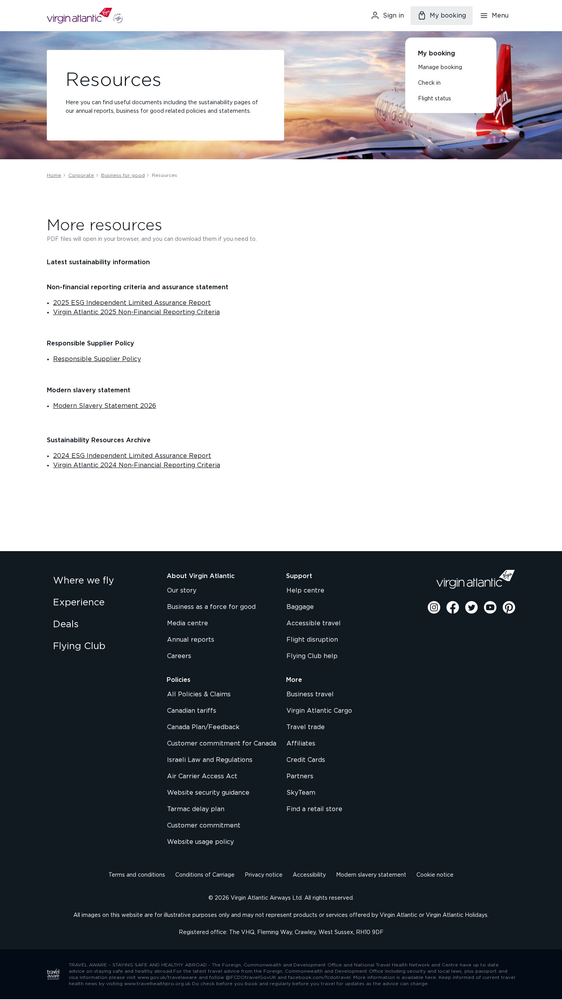 virgin atlantic
Sign in
My booking
Menu
My booking
Manage booking
Check in
Flight status
Resources
Here you can find useful documents including the sustainability pages of
our annual reports, business for good related policies and statements.
Home
Corporate
Business for good
Resources
More resources
PDF files will open in your browser, and you can download them if you need to.
Latest sustainability information
Non-financial reporting criteria and assurance statement
2025 ESG Independent Limited Assurance Report
Virgin Atlantic 2025 Non-Financial Reporting Criteria
Responsible Supplier Policy
Responsible Supplier Policy
Modern slavery statement
Modern Slavery Statement 2026
Sustainability Resources Archive
2024 ESG Independent Limited Assurance Report
Virgin Atlantic 2024 Non-Financial Reporting Criteria
Where we fly
Experience
Deals
Flying Club
About Virgin Atlantic
Our story
Business as a force for good
Media centre
Annual reports
Careers
Support
Help centre
Baggage
Accessible travel
Flight disruption
Flying Club help
virgin atlantic
Virgin
Policies
All Policies & Claims
Canadian tariffs
Canada Plan/Feedback
Customer commitment for Canada
Israeli Law and Regulations
Air Carrier Access Act
Website security guidance
Tarmac delay plan
Customer commitment
Website usage policy
More
Business travel
Virgin Atlantic Cargo
Travel trade
Affiliates
Credit Cards
Partners
SkyTeam
Find a retail store
Terms and conditions
Conditions of Carriage
Privacy notice
Accessibility
Modern slavery statement
Cookie notice
© 2026 Virgin Atlantic Airways Ltd. All rights reserved.
All images on this website are for illustrative purposes only and may not represent products or services offered by Virgin Atlantic or Virgin Atlantic Holidays.
Registered office: The VHQ, Fleming Way, Crawley, West Sussex, RH10 9DF
travel
aware
TRAVEL AWARE – STAYING SAFE AND HEALTHY ABROAD - The Foreign, Commonwealth and Development Office and National Travel Health Network and Centre have up to date
advice on staying safe and healthy abroad.For the latest travel advice from the Foreign, Commonwealth and Development Office including security and local laws, plus passport and
visa information please visit www.gov.uk/travelaware and follow @FCDOtravelGovUK and facebook.com/fcdotravel. More information is available here. Keep informed of current travel
health news by visiting www.travelhealthpro.org.uk Do check before you book and regularly before you travel for updates as the advice can change.